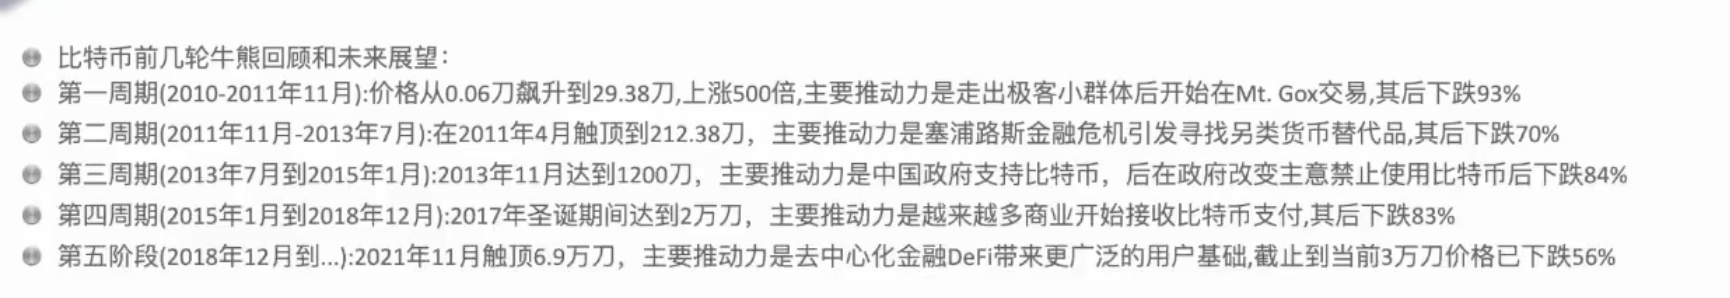 比特币前几轮牛熊回顾和未来展望：
第一周期(2010-2011年11月):价格从0.06刀飙升到29.38刀,上涨500倍,主要推动力是走出极客小群体后开始在Mt. Gox交易,其后下跌93%
第二周期(2011年11月-2013年7月):在2011年4月触顶到212.38刀，主要推动力是塞浦路斯金融危机引发寻找另类货币替代品,其后下跌70%
第三周期(2013年7月到2015年1月):2013年11月达到1200刀，主要推动力是中国政府支持比特币，后在政府改变主意禁止使用比特币后下跌84%
第四周期(2015年1月到2018年12月):2017年圣诞期间达到2万刀，主要推动力是越来越多商业开始接收比特币支付,其后下跌83%
第五阶段(2018年12月到...):2021年11月触顶6.9万刀，主要推动力是去中心化金融DeFi带来更广泛的用户基础,截止到当前3万刀价格已下跌56%